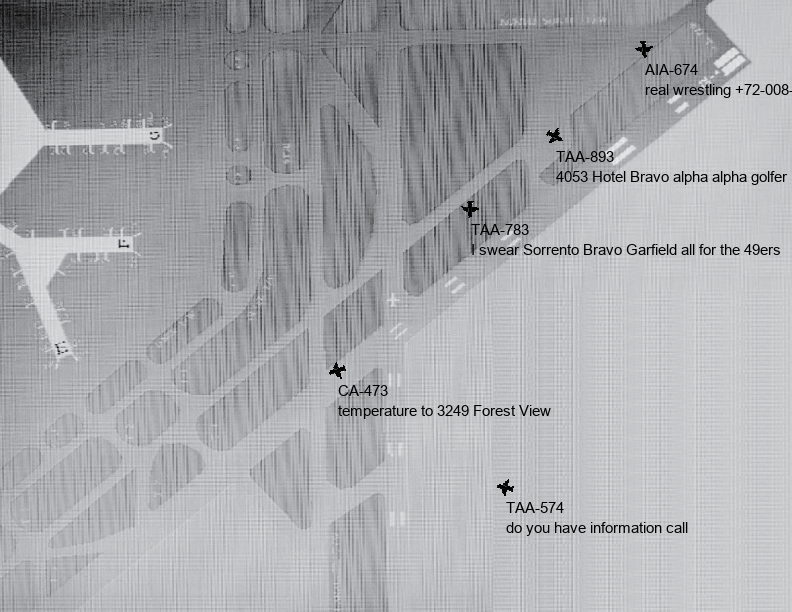 AIA-674
real wrestling +72-008-
TAA-893
4053 Hotel Bravo alpha alpha golfer
TAA-783
I swear Sorrento Bravo Garfield all for the 49ers
CA-473
temperature to 3249 Forest View
TAA-574
do you have information call